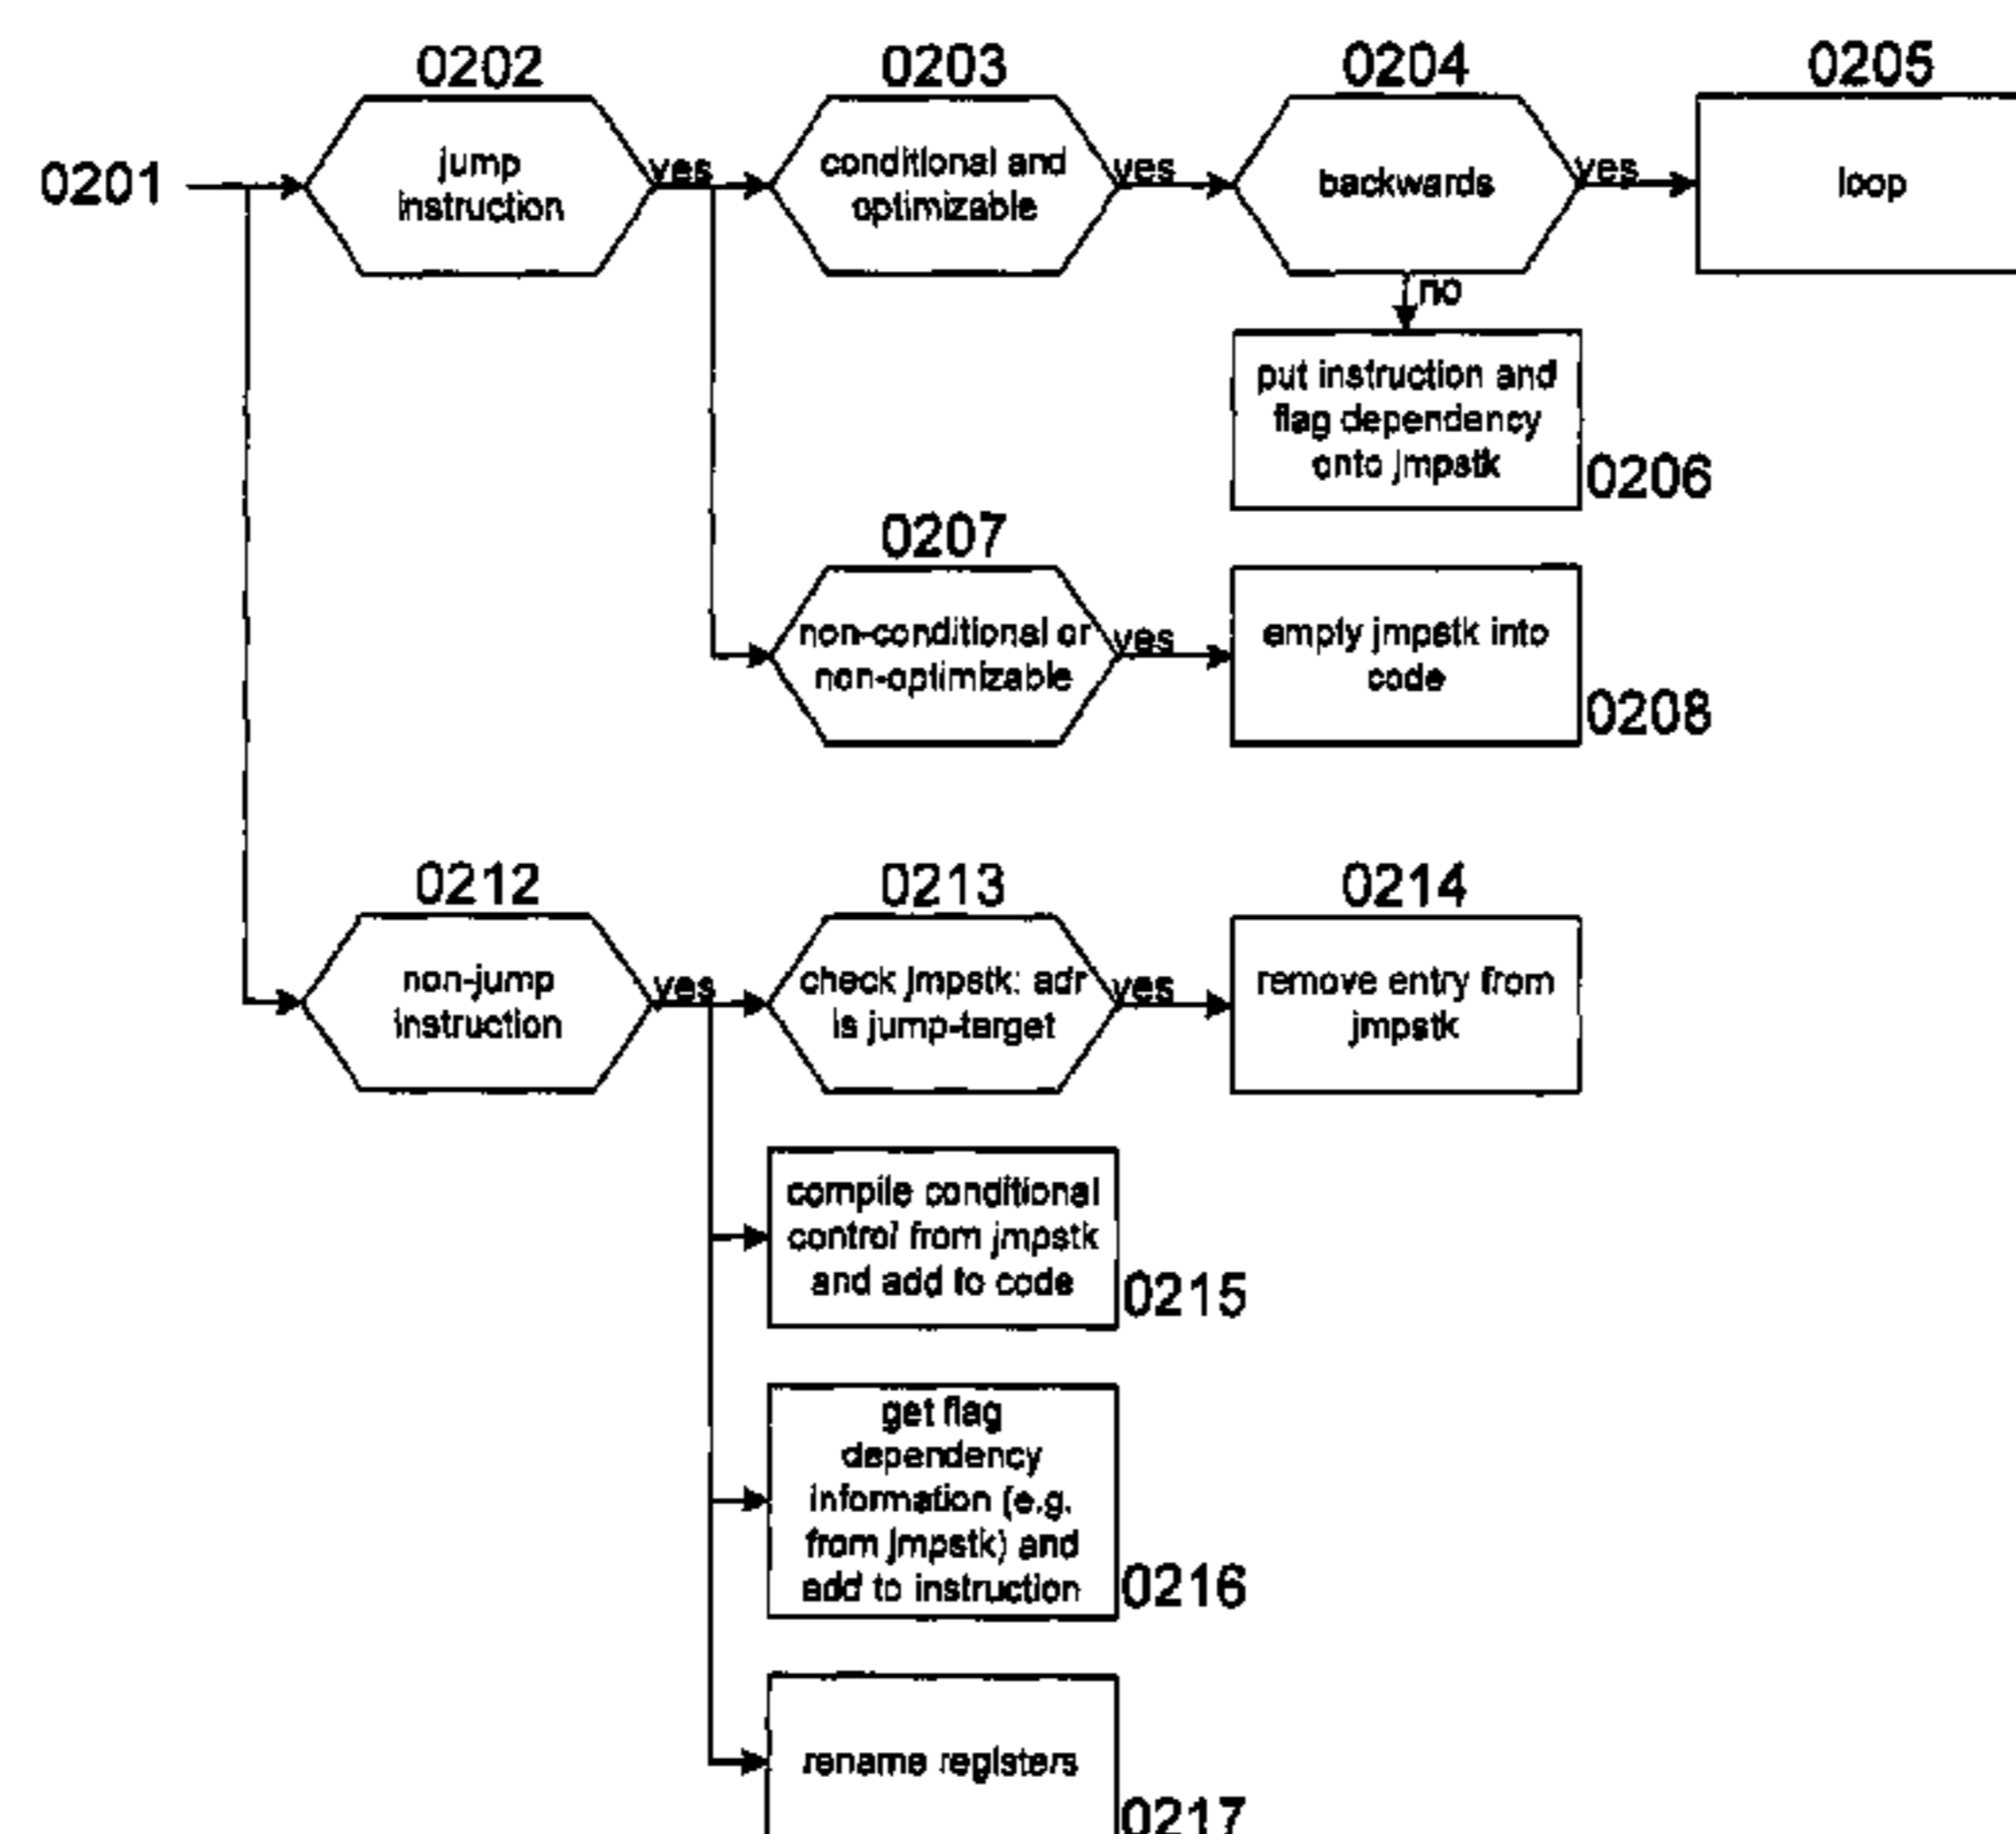 0202
0203
0204
0205
0201
jump
instruction
yes
conditional and
optimizable
yes
backwards
yes
loop
no
put instruction and
flag dependency
onto jmpstk
0206
0207
non-conditional or
non-optimizable
yes
empty jmpstk into
code
0208
0212
0213
0214
non-jump
instruction
yes
check jmpstk: adr
is jump-target
yes
remove entry from
jmpstk
compile conditional
control from jmpstk
and add to code
0215
get flag
dependency
information (e.g.
from jmpstk) and
add to instruction
0216
rename registers
0217